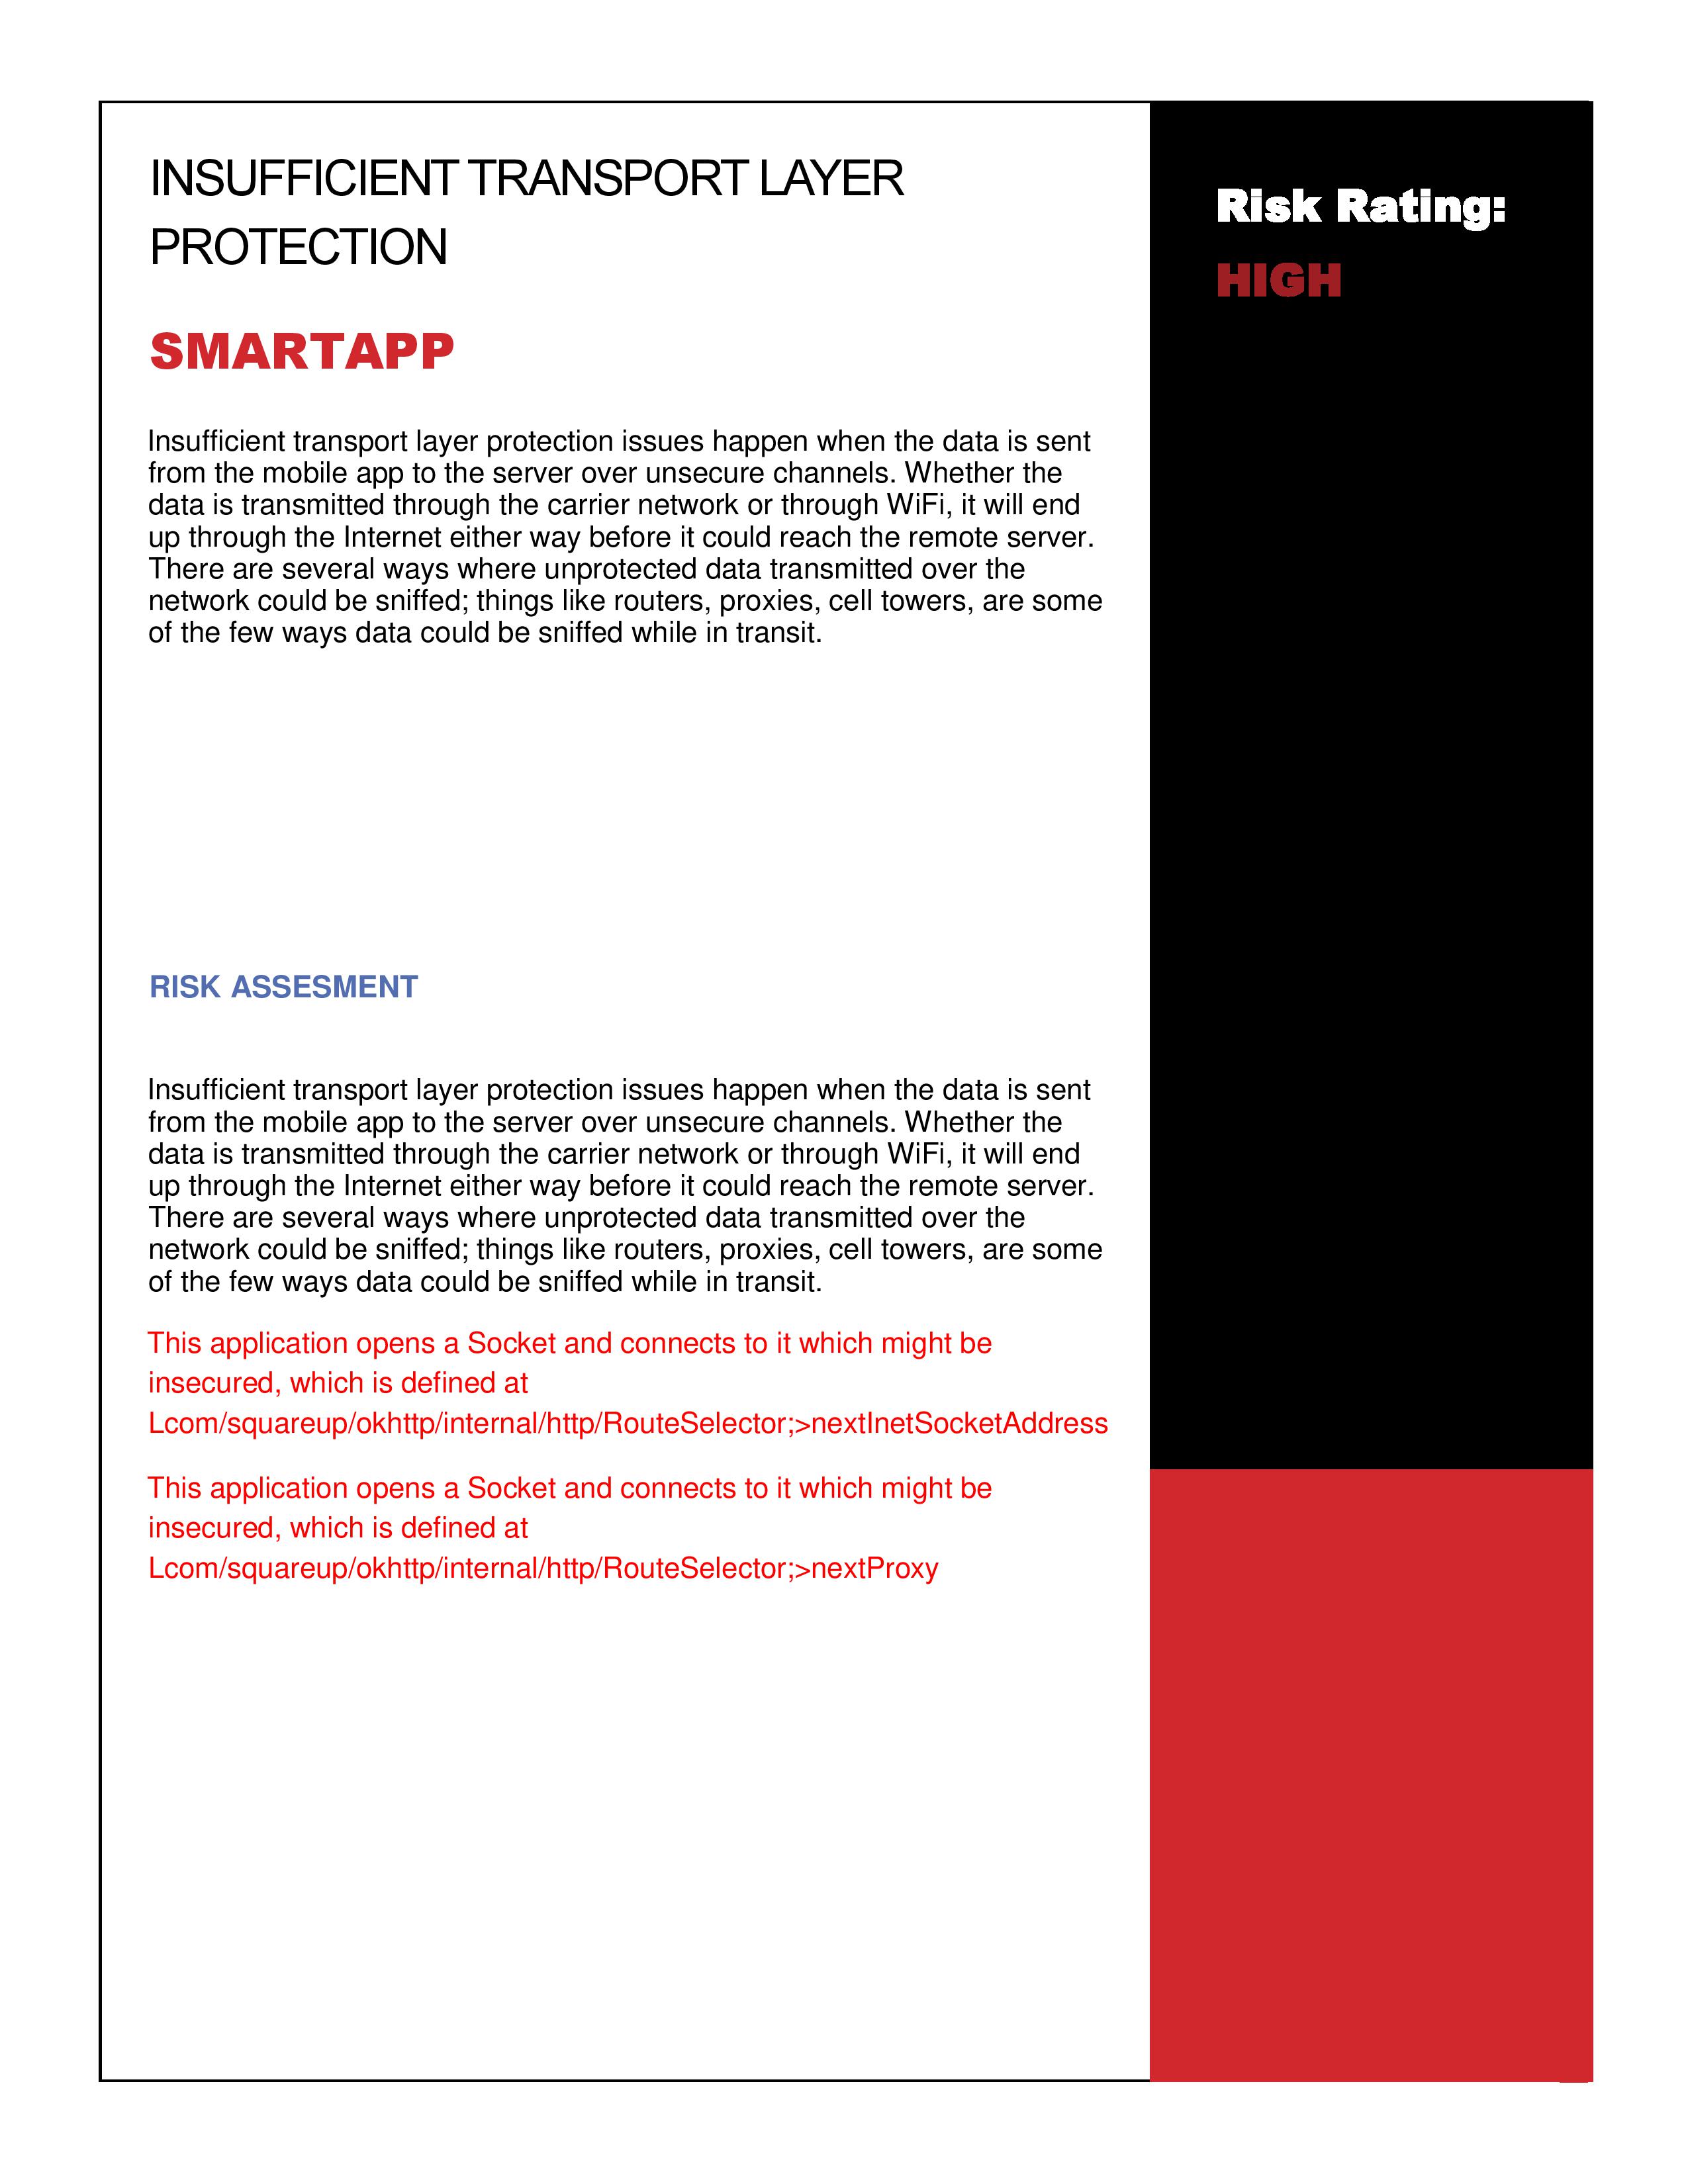 INSUFFICIENT TRANSPORT LAYER
PROTECTION
SMARTAPP
Insufficient transport layer protection issues happen when the data is sent
from the mobile app to the server over unsecure channels. Whether the
data is transmitted through the carrier network or through WiFi, it will end
up through the Internet either way before it could reach the remote server.
There are several ways where unprotected data transmitted over the
network could be sniffed; things like routers, proxies, cell towers, are some
of the few ways data could be sniffed while in transit.
RISK ASSESMENT
Insufficient transport layer protection issues happen when the data is sent
from the mobile app to the server over unsecure channels. Whether the
data is transmitted through the carrier network or through WiFi, it will end
up through the Internet either way before it could reach the remote server.
There are several ways where unprotected data transmitted over the
network could be sniffed; things like routers, proxies, cell towers, are some
of the few ways data could be sniffed while in transit.
This application opens a Socket and connects to it which might be
insecured, which is defined at
Lcom/squareup/okhttp/internal/http/RouteSelector;>nextInetSocketAddress
This application opens a Socket and connects to it which might be
insecured, which is defined at
Lcom/squareup/okhttp/internal/http/RouteSelector;>nextProxy
Risk Rating:
HIGH